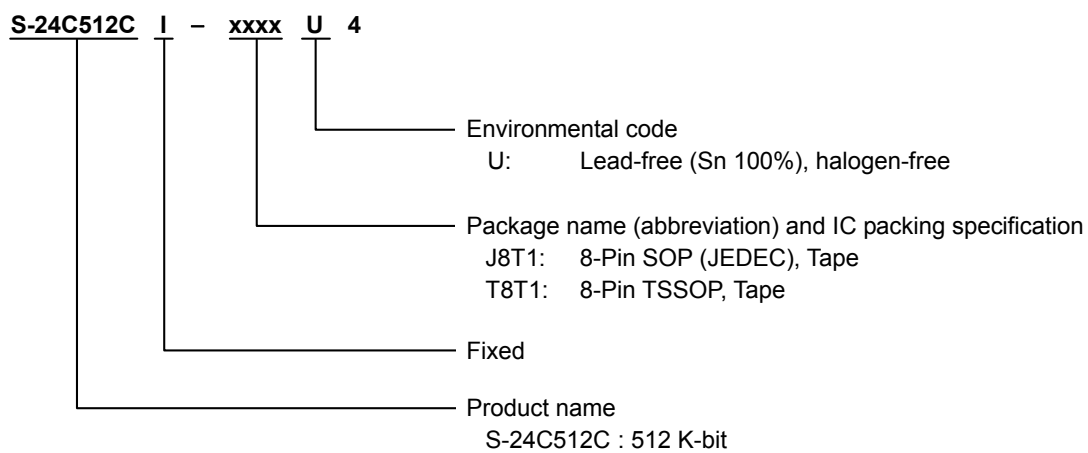 S-24C512C I – xxxx U 4
Environmental code
U: Lead-free (Sn 100%), halogen-free
Package name (abbreviation) and IC packing specification
J8T1: 8-Pin SOP (JEDEC), Tape
T8T1: 8-Pin TSSOP, Tape
Fixed
Product name
S-24C512C : 512 K-bit